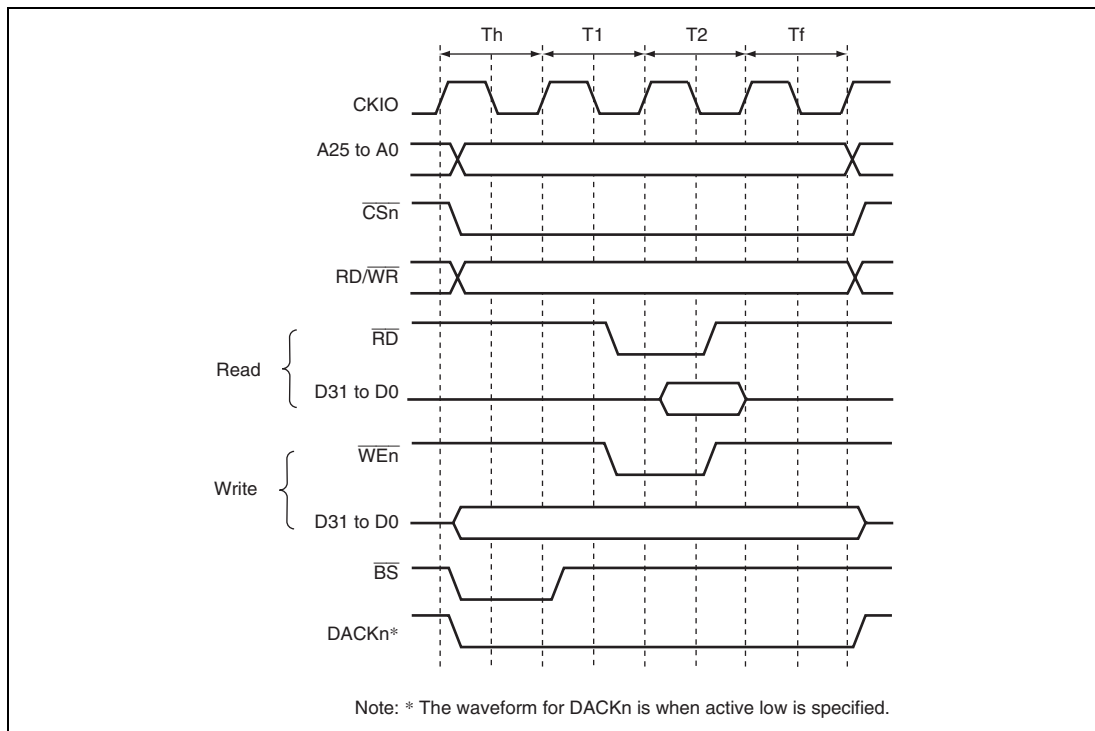 Th T1 T2 Tf
CKIO
A25 to A0
CSn
RD/WR
RD
Read
D31 to D0
WEn
Write
D31 to D0
BS
DACKn*
Note: * The waveform for DACKn is when active low is specified.